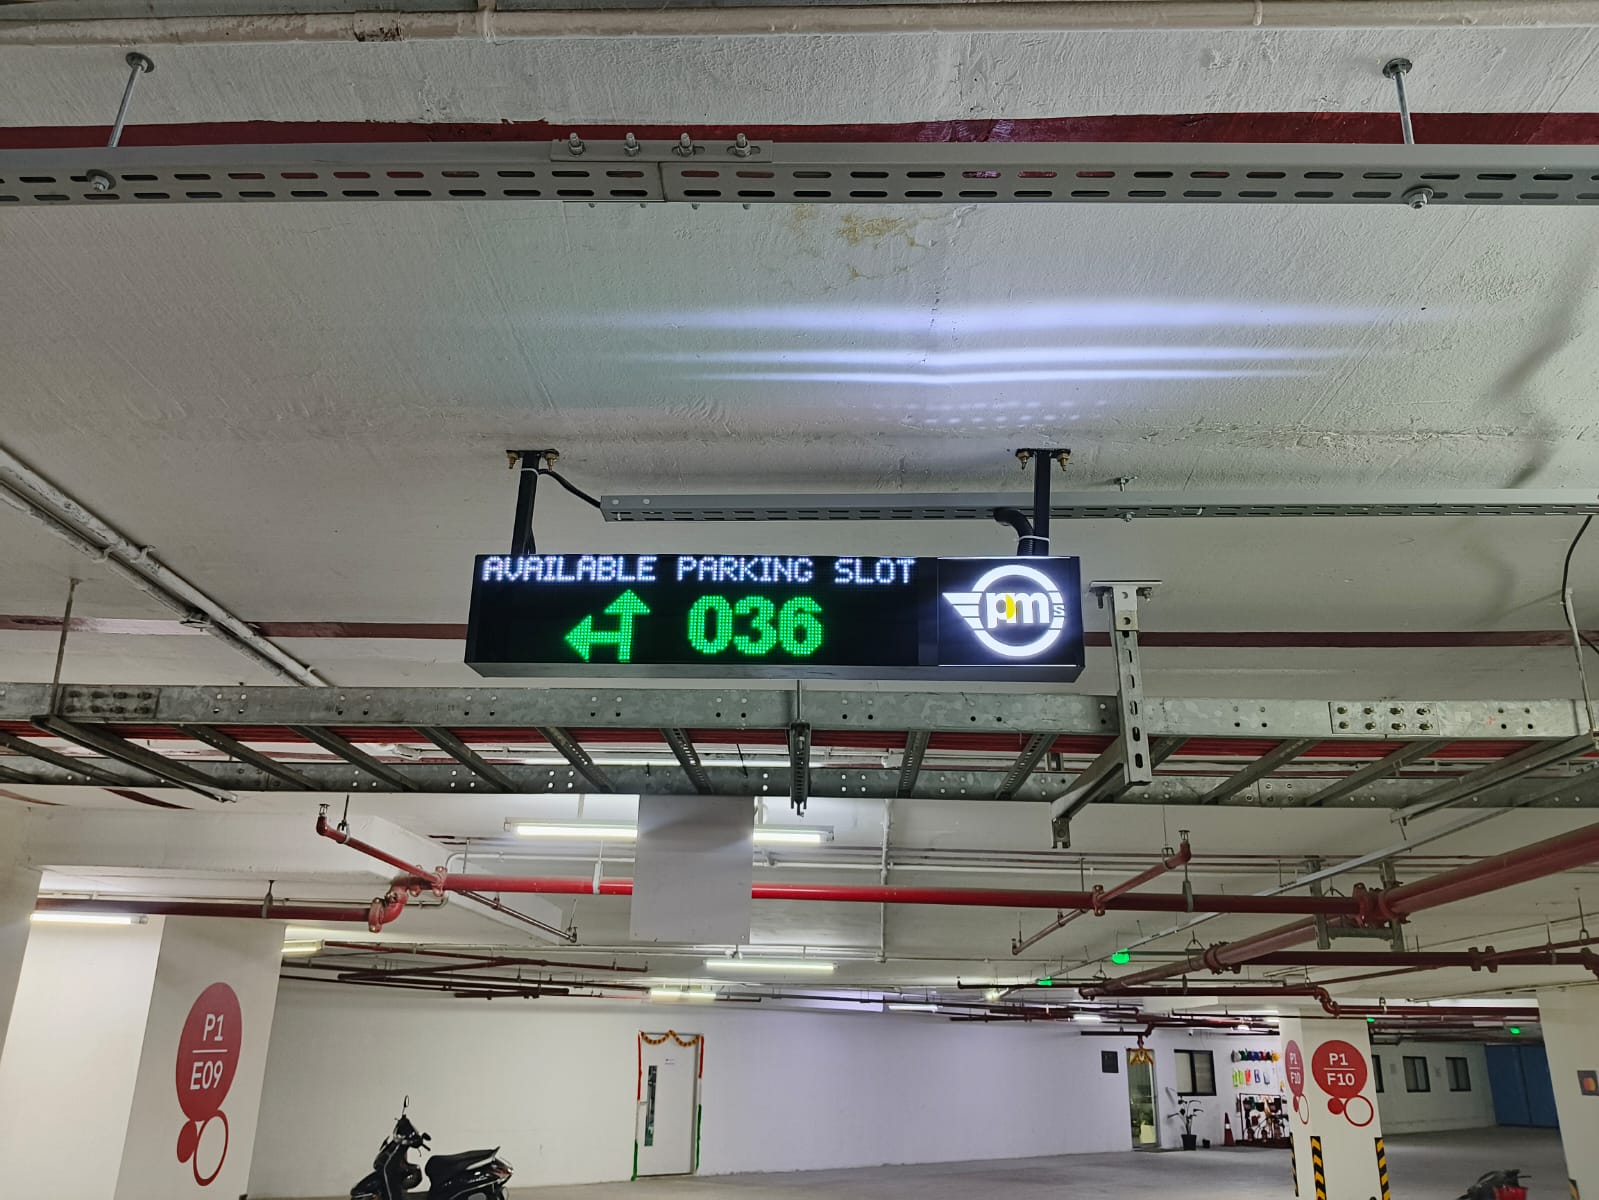 AVAILABLE PARKING SLOT
036
pms
P1
E09
P1
F10
P1
F10